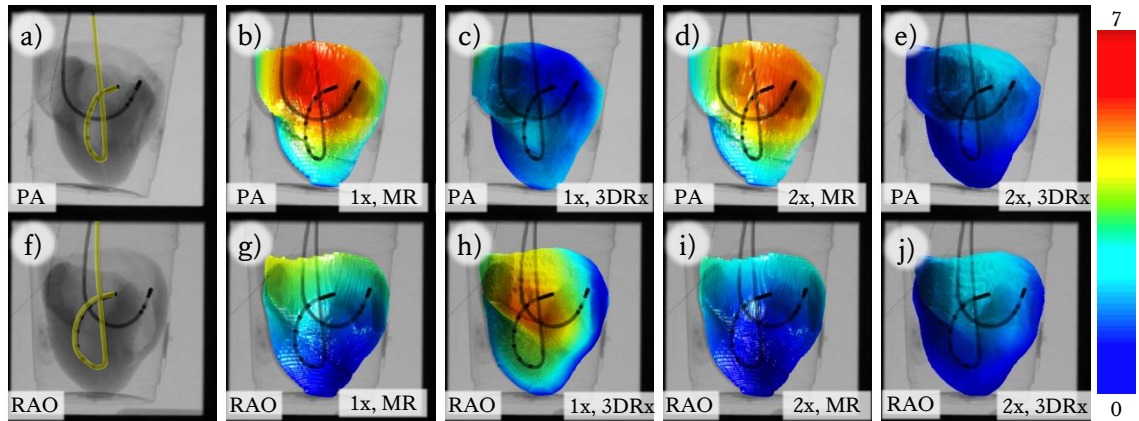 a)
PA
b)
PA
1x, MR
c)
PA
1x, 3DRx
d)
PA
2x, MR
e)
PA
2x, 3DRx
7
f)
RAO
g)
RAO
1x, MR
h)
RAO
1x, 3DRx
i)
RAO
2x, MR
j)
RAO
2x, 3DRx
0